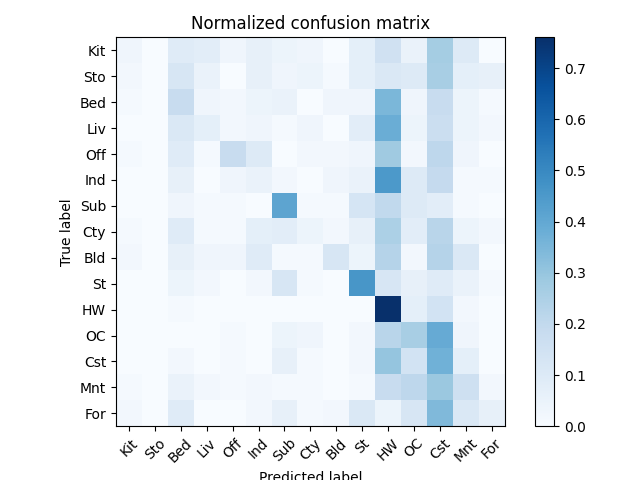 Normalized confusion matrix
True label
Kit
Sto
Bed
Liv
Off
Ind
Sub
Cty
Bld
St
HW
OC
Cst
Mnt
For
Kit Sto Bed Liv Off Ind Sub Cty Bld St HW OC Cst Mnt For
Predicted label
0.7
0.6
0.5
0.4
0.3
0.2
0.1
0.0